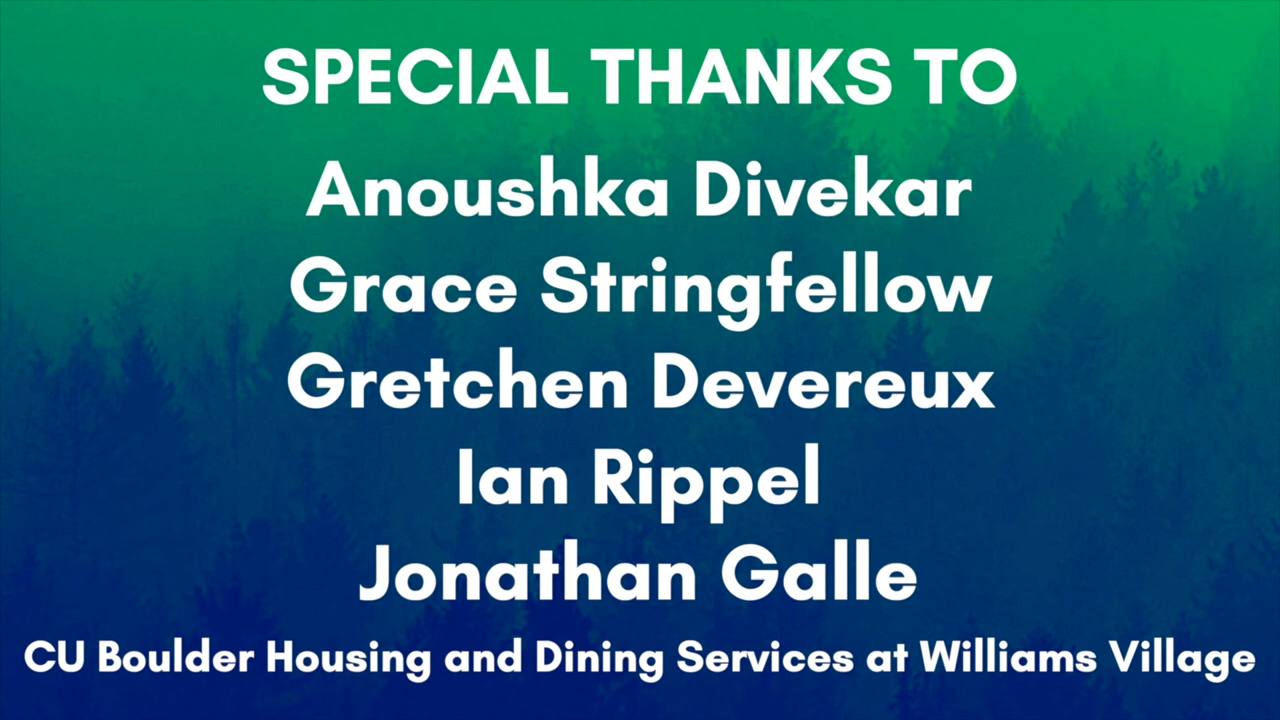 SPECIAL THANKS TO
Anoushka Divekar
Grace Stringfellow
Gretchen Devereux
Ian Rippel
Jonathan Galle
CU Boulder Housing and Dining Services at Williams Village